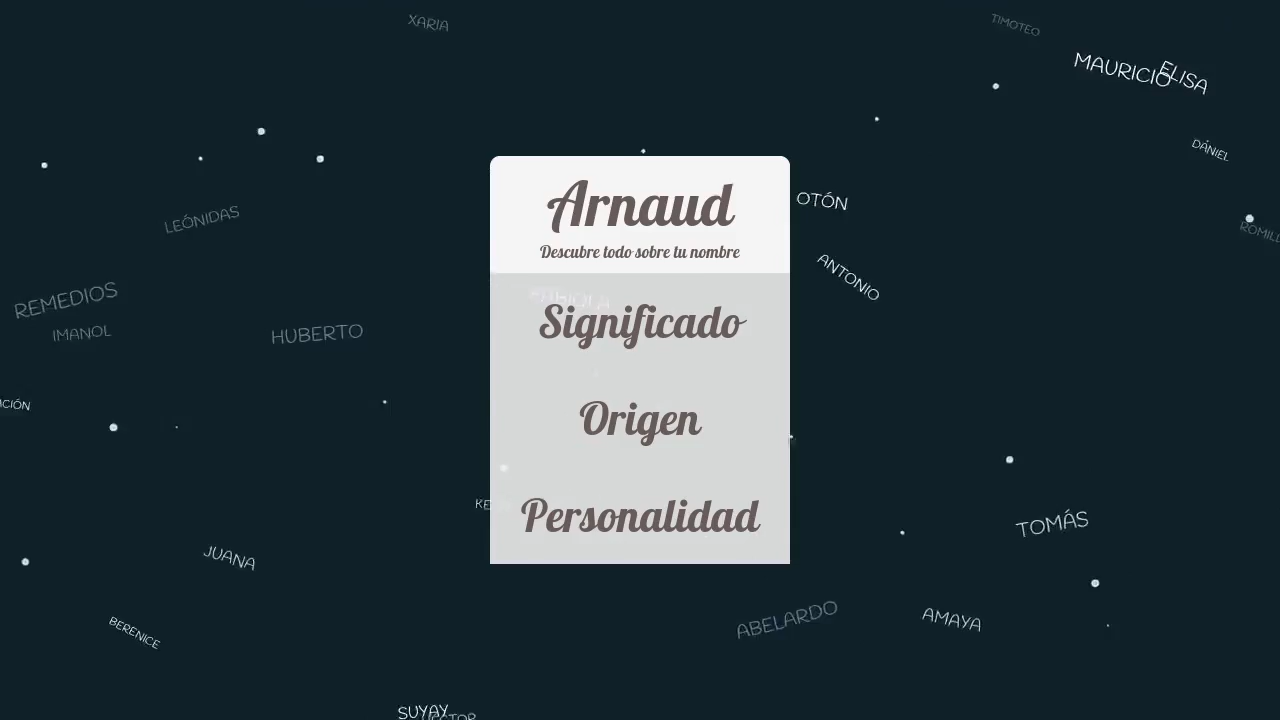 XARIA
TIMOTEO
MAURICIO
ELISA
DÁNIEL
Arnaud
OTÓN
LEÓNIDAS
Descubre todo sobre tu nombre
ANTONIO
REMEDIOS
IMANOL
HUBERTO
Significado
Origen
Personalidad
TOMÁS
JUANA
ABELARDO
AMAYA
BERENICE
SUYAY